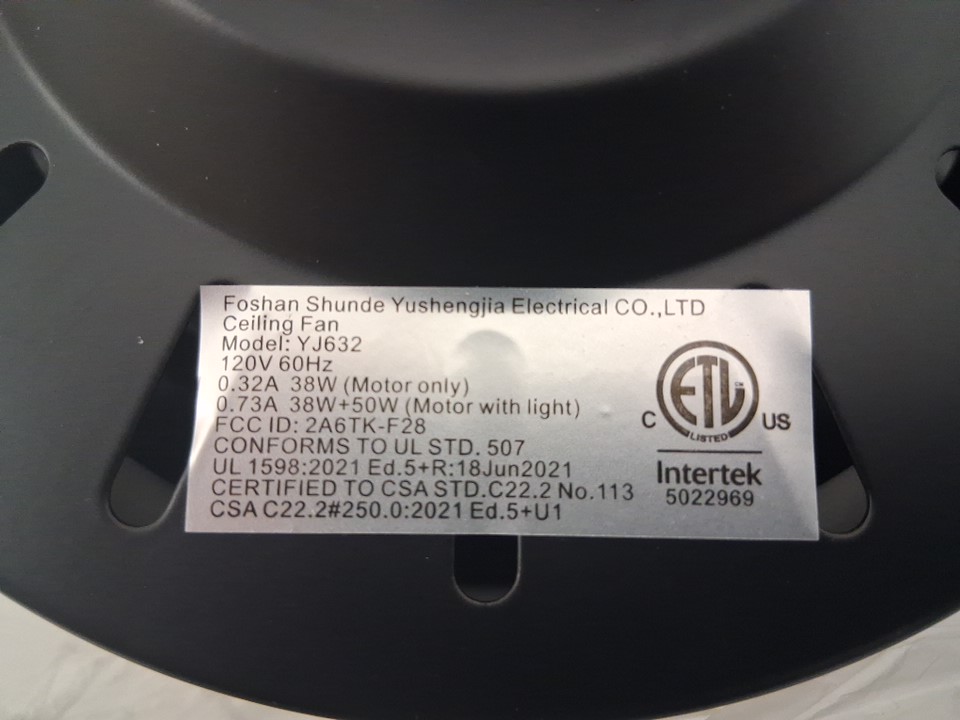 Foshan Shunde Yushengjia Electrical CO.,LTD
Ceiling Fan
Model: YJ632
120V 60Hz
0.32A 38W (Motor only)
0.73A 38W+50W (Motor with light)
FCC ID: 2A6TK-F28
CONFORMS TO UL STD. 507
UL 1598:2021 Ed.5+R:18Jun2021
CERTIFIED TO CSA STD.C22.2 No.113
CSA C22.2#250.0:2021 Ed.5+U1
ETL
C US
LISTED
Intertek
5022969